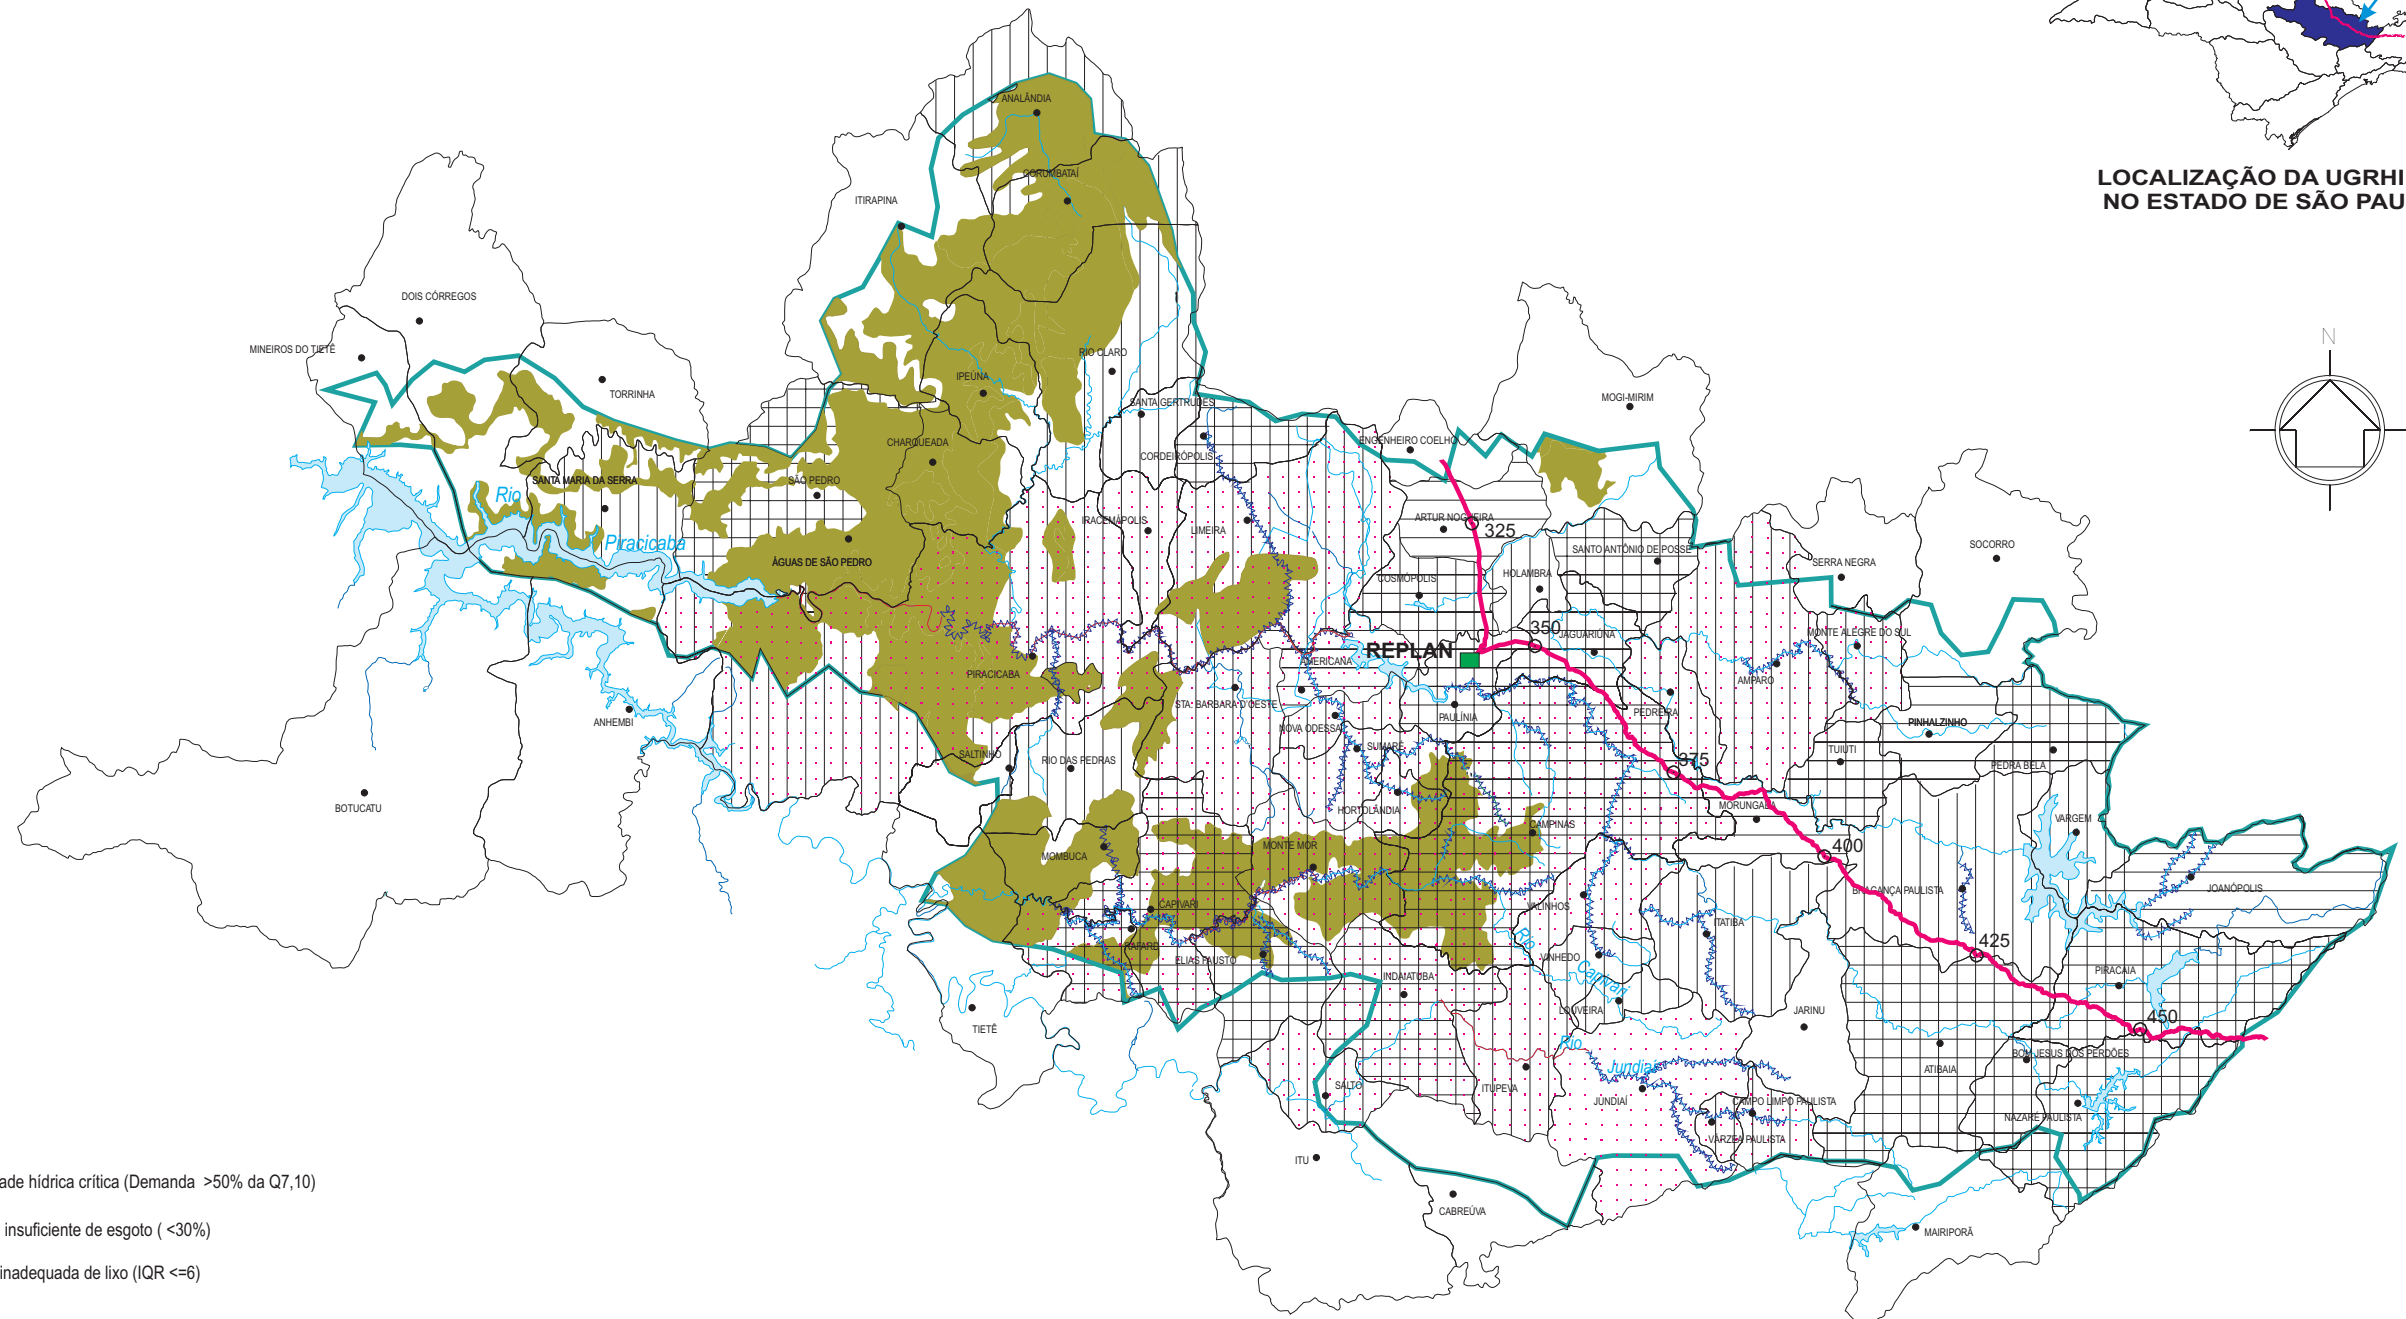 LOCALIZAÇÃO DA UGRHI
NO ESTADO DE SÃO PAU
N
ANALÂNDIA
CORUMBATAÍ
ITIRAPINA
DOIS CÓRREGOS
MINEIROS DO TIETÊ
TORRINHA
RIO CLARO
IPEÚNA
SANTA GERTRUDES
MOGI-MIRIM
CHARQUEADA
ENGENHEIRO COELHO
CORDEIRÓPOLIS
SANTA MARIA DA SERRA
SÃO PEDRO
Rio
Piracicaba
IRACEMÁPOLIS
LIMEIRA
ARTUR NOGUEIRA
325
SANTO ANTÔNIO DE POSSE
SOCORRO
ÁGUAS DE SÃO PEDRO
SERRA NEGRA
COSMÓPOLIS
HOLAMBRA
350
JAGUARIÚNA
MONTE ALEGRE DO SUL
REPLAN
AMERICANA
PIRACICABA
AMPARO
STA. BARBARA D'OESTE
PAULÍNIA
PEDREIRA
ANHEMBI
NOVA ODESSA
PINHALZINHO
SUMARÉ
TUIUTI
SALTINHO
RIO DAS PEDRAS
375
PEDRA BELA
BOTUCATU
HORTOLÂNDIA
MORUNGABA
CAMPINAS
VARGEM
MONTE MOR
400
MOMBUCA
BRAGANÇA PAULISTA
JOANÓPOLIS
CAPIVARI
VALINHOS
ITATIBA
RAFARD
Rio
Capivari
425
ELIAS FAUSTO
VINHEDO
INDAIATUBA
PIRACAIA
TIETÊ
LOUVEIRA
JARINU
450
Rio
Jundiaí
BOM JESUS DOS PERDÕES
ATIBAIA
SALTO
ITUPEVA
JUNDIAÍ
CAMPO LIMPO PAULISTA
NAZARÉ PAULISTA
VÁRZEA PAULISTA
ITU
CABREÚVA
MAIRIPORÃ
ade hídrica crítica (Demanda >50% da Q7,10)
insuficiente de esgoto ( <30%)
inadequada de lixo (IQR <=6)